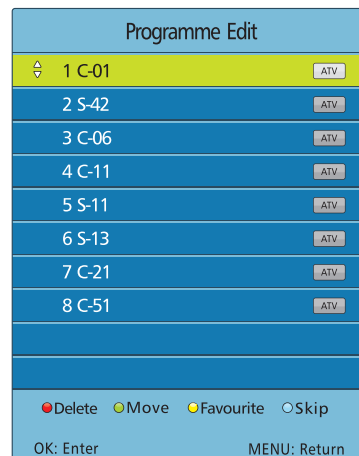 Programme Edit
1 C-01 ATV
2 S-42 ATV
3 C-06 ATV
4 C-11 ATV
5 S-11 ATV
6 S-13 ATV
7 C-21 ATV
8 C-51 ATV
Delete Move Favourite Skip
OK: Enter MENU: Return